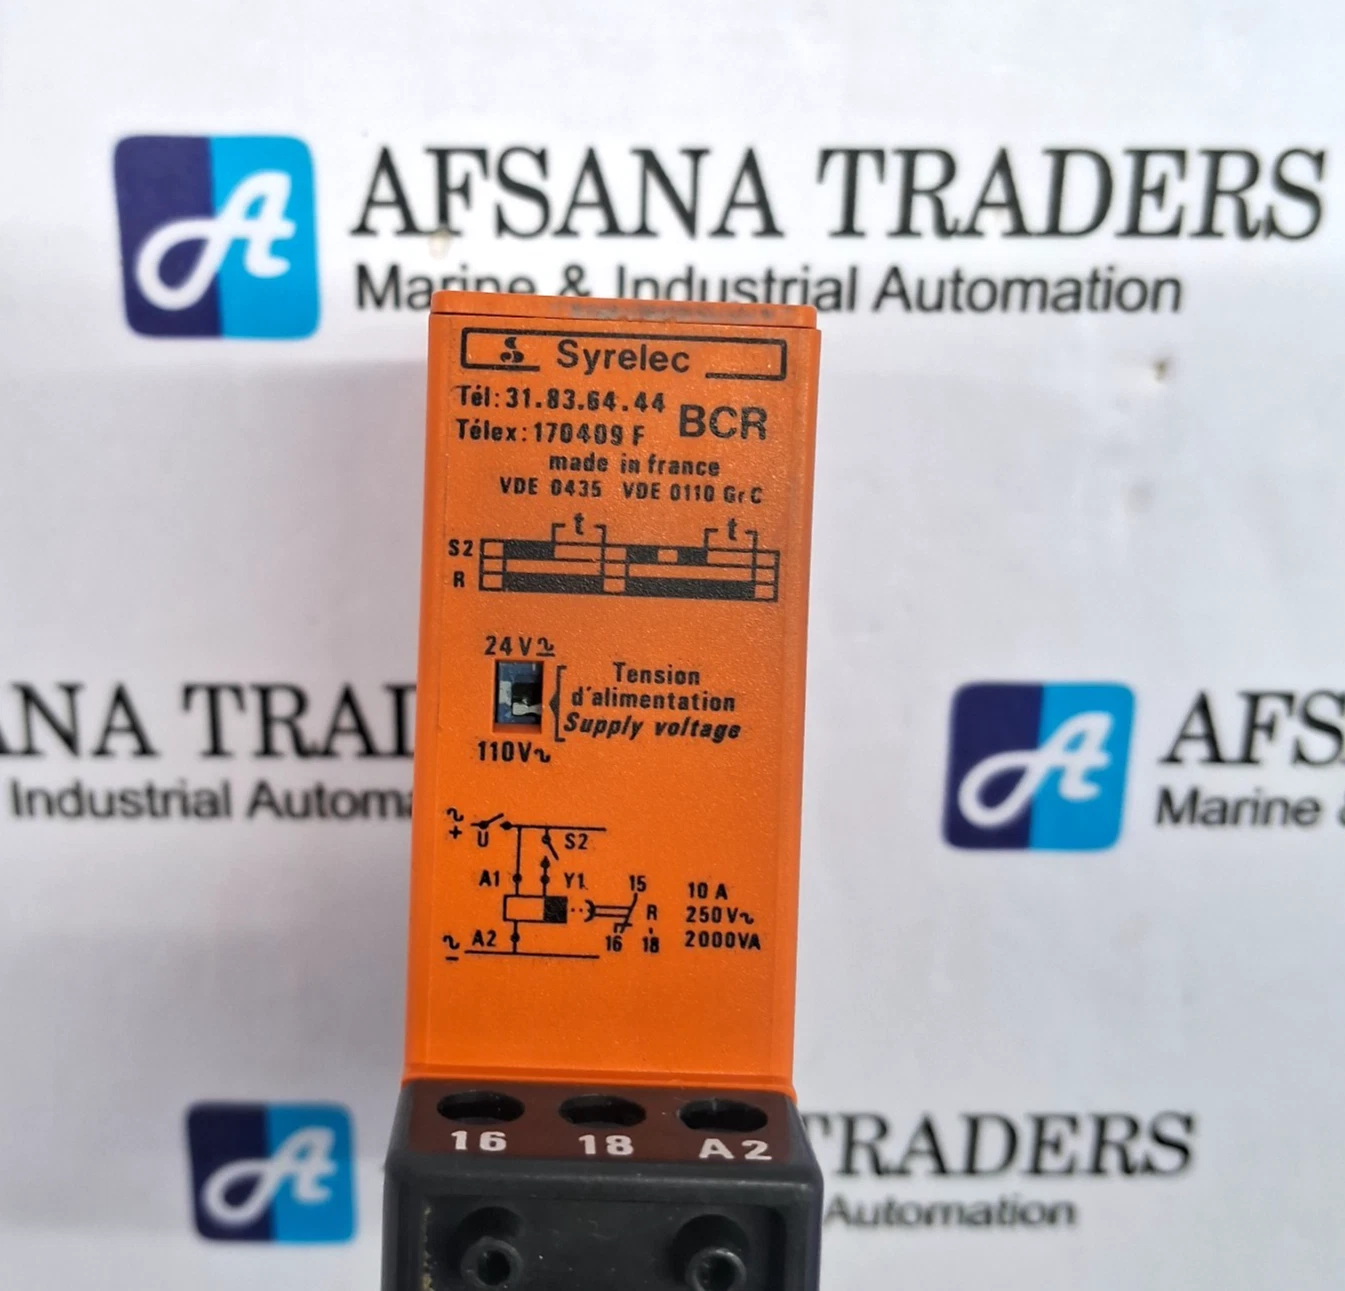 AFSANA TRADERS
Marine & Industrial Automation
Syrelec
Tél: 31.83.64.44
BCR
Télex: 170409 F
made in france
VDE 0435 VDE 0110 Gr C
t t
S2
R
24V
Tension
d'alimentation
Supply voltage
110V
ANA TRAD
Industrial Automa
AFS
Marine &
~
+ U S2
A1 Y1 15 10 A
R 250V~
~ A2 16 18 2000VA
-
16 18 A2
TRADERS
Automation